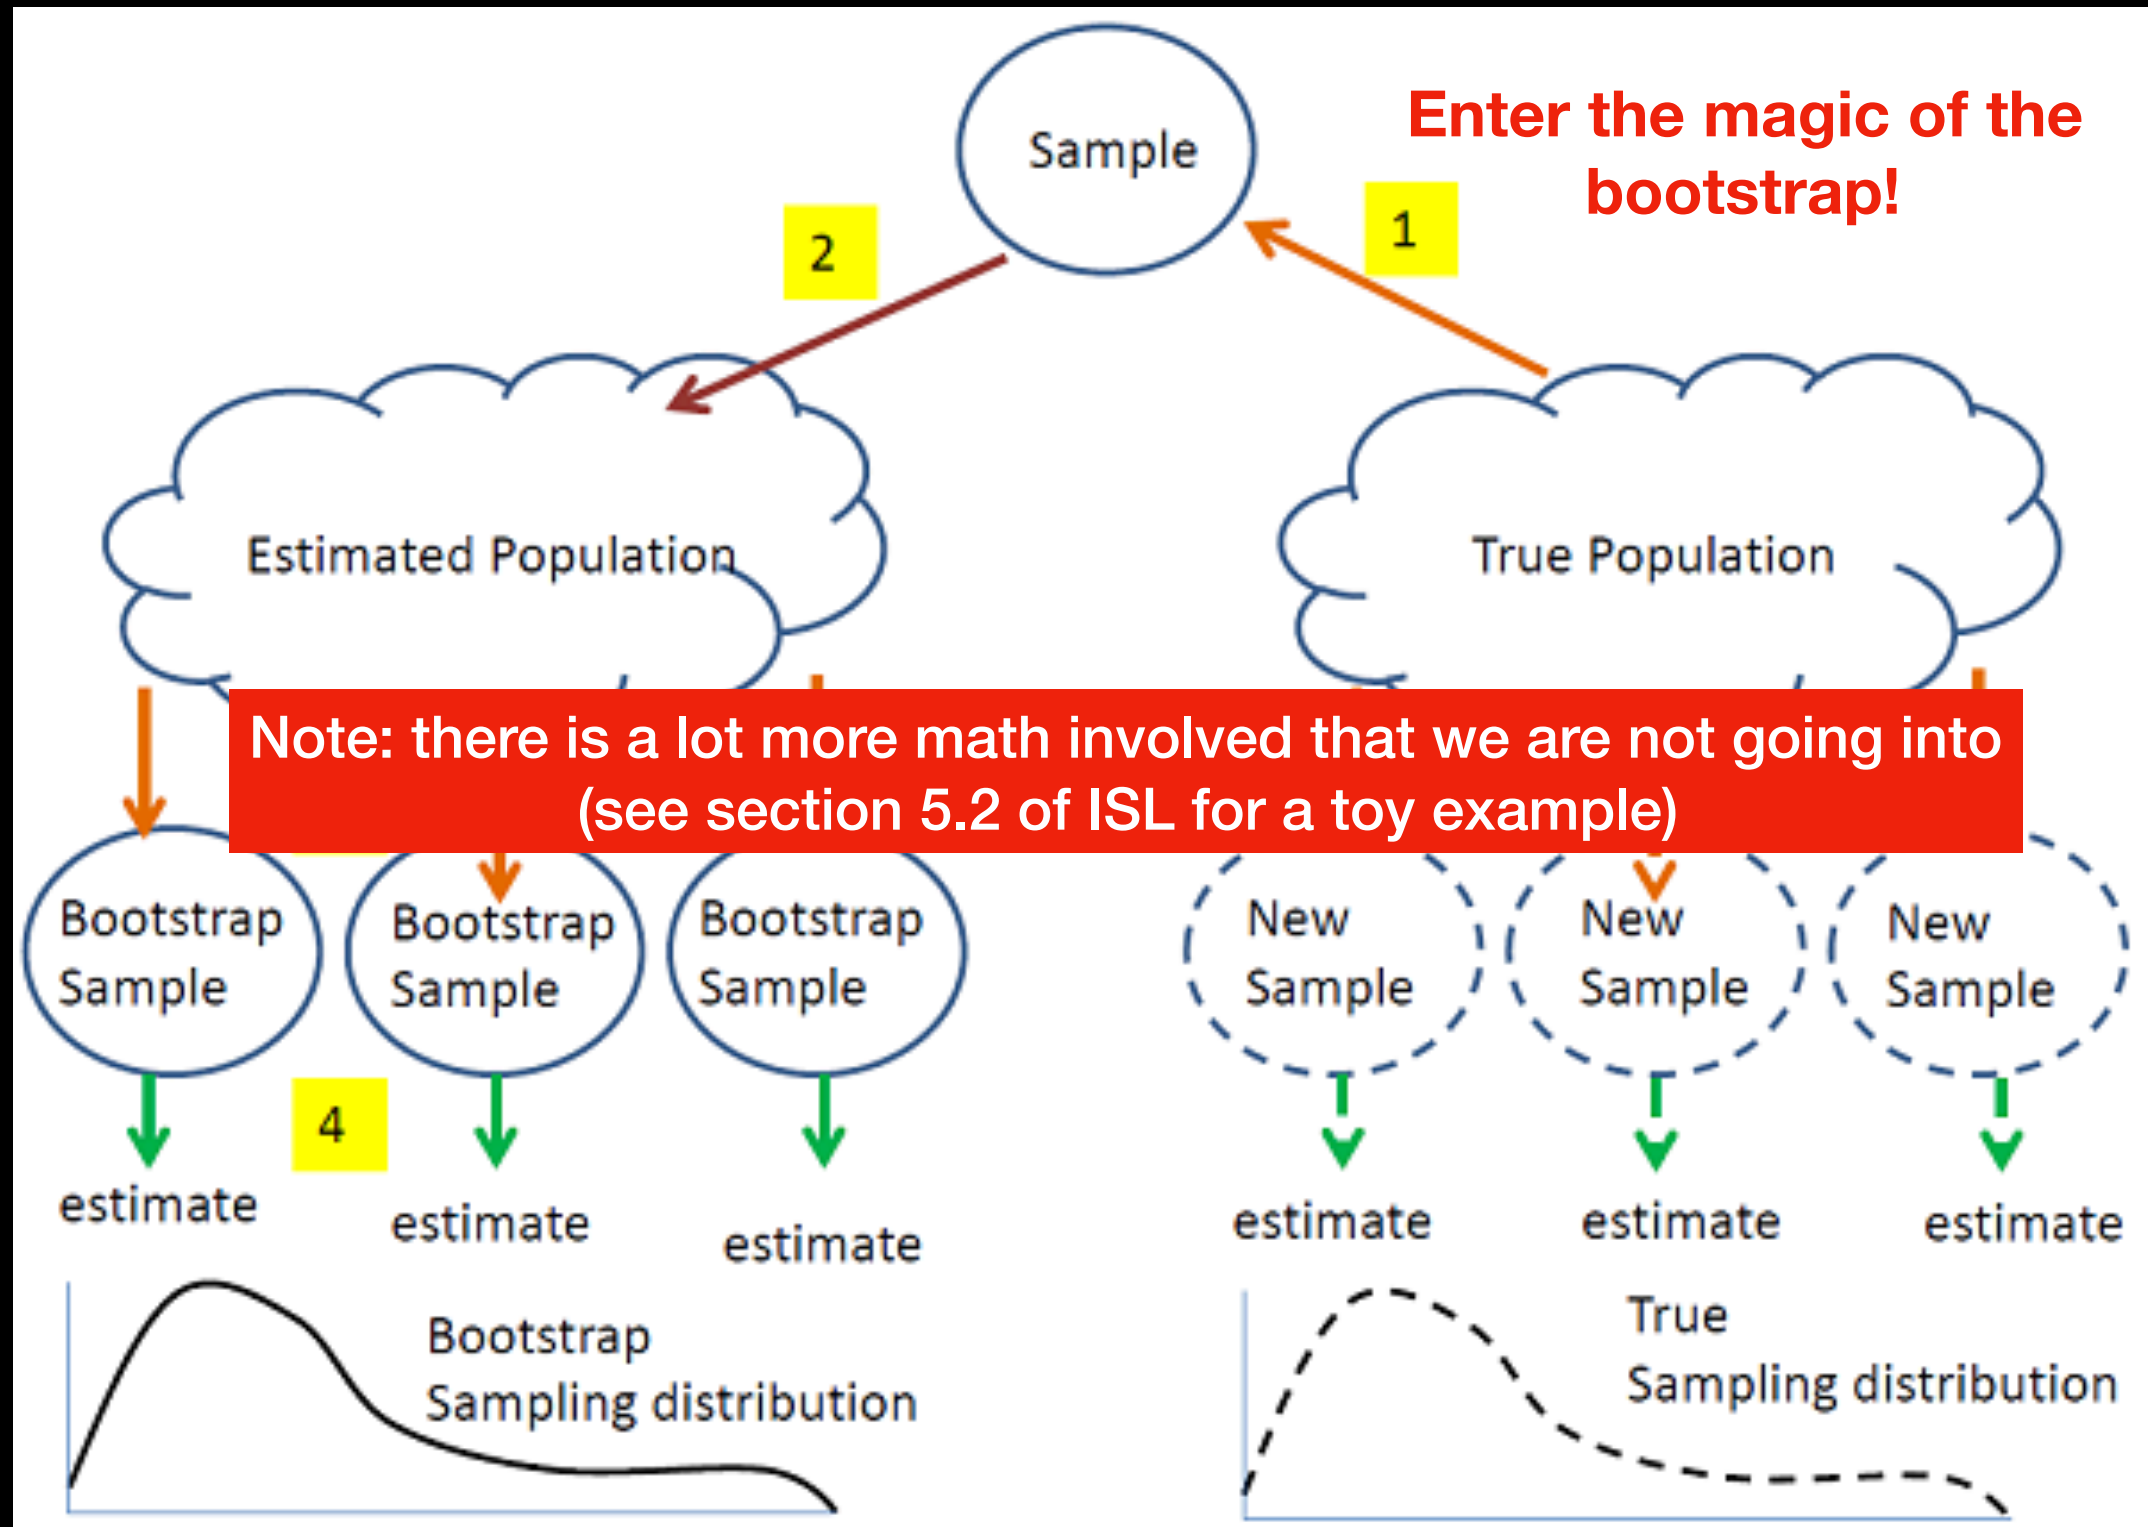 Sample
Enter the magic of the
bootstrap!
2
1
Estimated Population
True Population
Note: there is a lot more math involved that we are not going into
(see section 5.2 of ISL for a toy example)
Bootstrap
Sample
Bootstrap
Sample
Bootstrap
Sample
New
Sample
New
Sample
New
Sample
4
estimate
estimate
estimate
estimate
estimate
estimate
Bootstrap
Sampling distribution
True
Sampling distribution